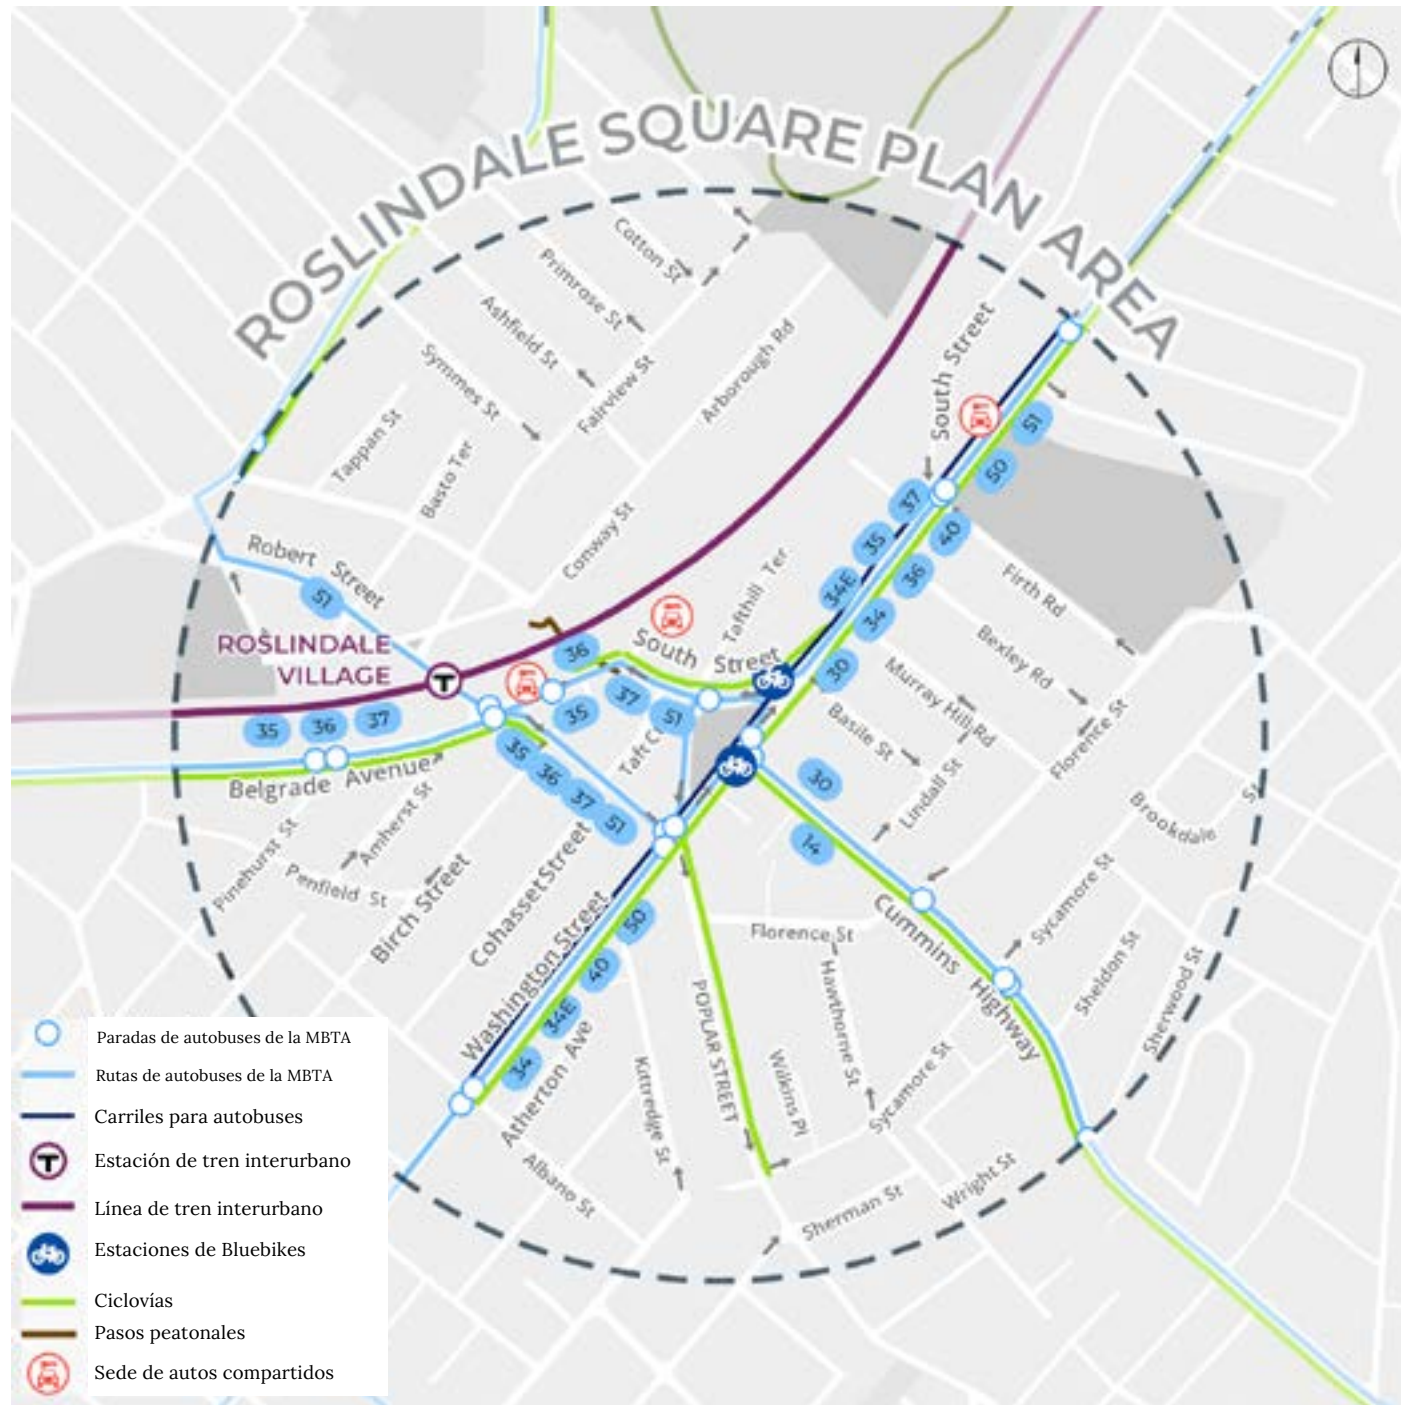 ROSLINDALE SQUARE PLAN AREA
Cotton St
Primrose St
Ashfield St
Symmes St
Fairview St
Arborough Rd
South Street
Tappan St
Basto Ter
Conway St
Robert Street
51
ROSLINDALE
VILLAGE
35
36
37
Belgrade Avenue
36
South Street
Tafthill Ter
35
37
51
51
50
37
40
35
36
34E
34
30
Firth Rd
Bexley Rd
Murray Hill Rd
Florence St
Basile St
Lindall St
Brookdale St
35
36
37
51
30
14
Pinehurst St
Amherst St
Penfield St
Birch Street
Cohasset Street
Washington Street
50
40
34E
34
Atherton Ave
Albano St
Kittredge St
POPLAR STREET
Wilkins Pl
Florence St
Hawthorne St
Sycamore St
Cummins Highway
Sycamore St
Sheldon St
Sherwood St
Sherman St
Wright St
Paradas de autobuses de la MBTA
Rutas de autobuses de la MBTA
Carriles para autobuses
Estación de tren interurbano
Línea de tren interurbano
Estaciones de Bluebikes
Ciclovías
Pasos peatonales
Sede de autos compartidos